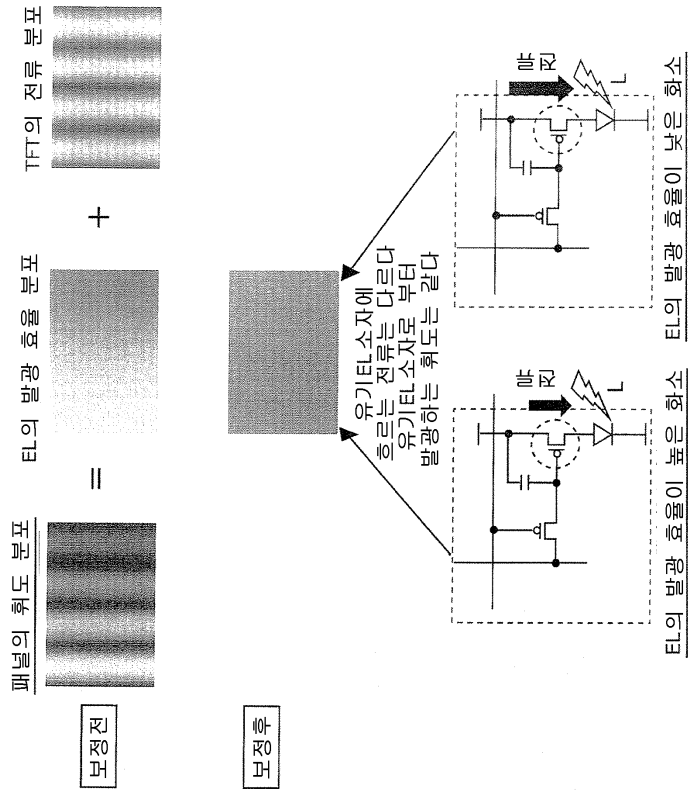 패널의 휘도 분포
EL의 발광 효율 분포
TFT의 전류 분포
보정전
=
+
보정후
유기EL소자에
흐르는 전류는 다르다
유기EL소자로 부터
발광하는 휘도는 같다
전류
L
전류
L
EL의 발광 효율이 높은 화소
EL의 발광 효율이 낮은 화소